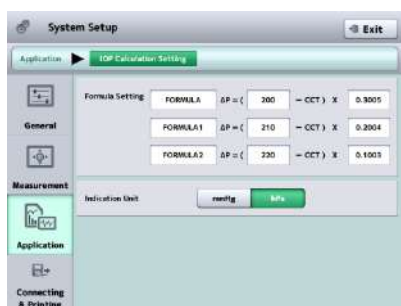 System Setup
Exit
Application
IOP Calculation Setting
General
Measurement
Application
Connecting
& Printing
Formula Setting
FORMULA ΔP = ( 200 − CCT ) X 0.3005
FORMULA1 ΔP = ( 210 − CCT ) X 0.2004
FORMULA2 ΔP = ( 220 − CCT ) X 0.1003
Indication Unit
mmHg
hPa